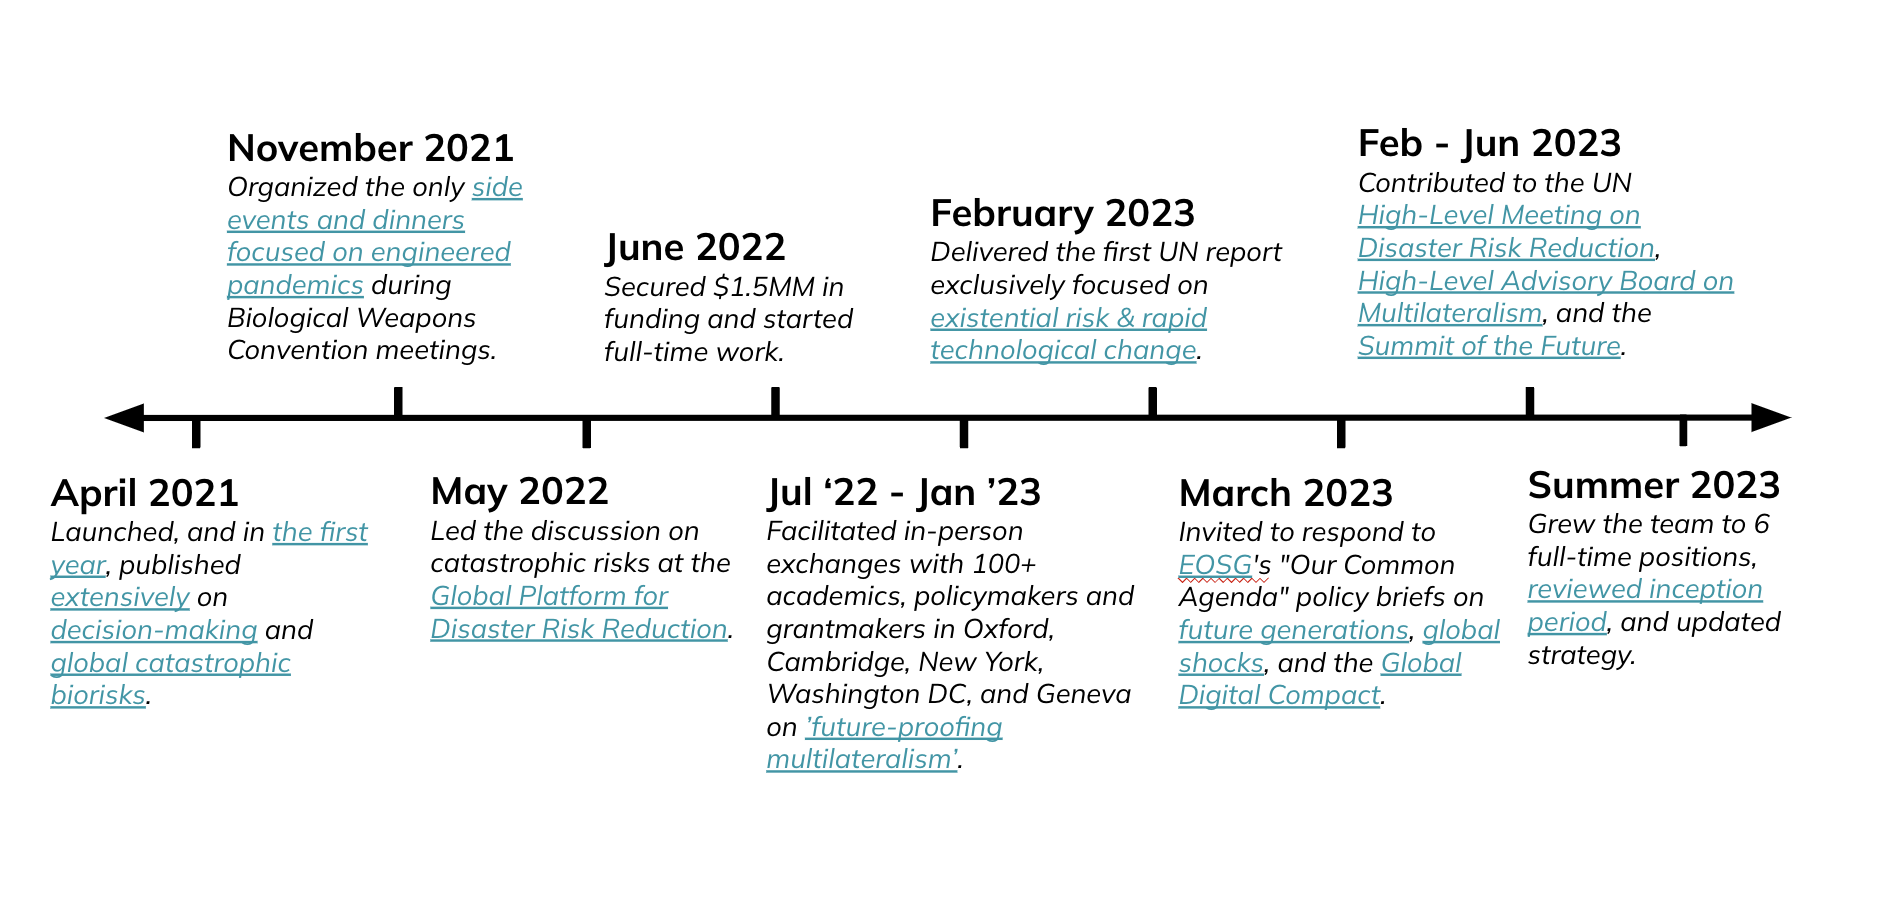 November 2021
Organized the only side
events and dinners
focused on engineered
pandemics during
Biological Weapons
Convention meetings.
June 2022
Secured $1.5MM in
funding and started
full-time work.
February 2023
Delivered the first UN report
exclusively focused on
existential risk & rapid
technological change.
Feb - Jun 2023
Contributed to the UN
High-Level Meeting on
Disaster Risk Reduction,
High-Level Advisory Board on
Multilateralism, and the
Summit of the Future.
April 2021
Launched, and in the first
year, published
extensively on
decision-making and
global catastrophic
biorisks.
May 2022
Led the discussion on
catastrophic risks at the
Global Platform for
Disaster Risk Reduction.
Jul ‘22 - Jan ’23
Facilitated in-person
exchanges with 100+
academics, policymakers and
grantmakers in Oxford,
Cambridge, New York,
Washington DC, and Geneva
on ’future-proofing
multilateralism’.
March 2023
Invited to respond to
EOSG's "Our Common
Agenda" policy briefs on
future generations, global
shocks, and the Global
Digital Compact.
Summer 2023
Grew the team to 6
full-time positions,
reviewed inception
period, and updated
strategy.